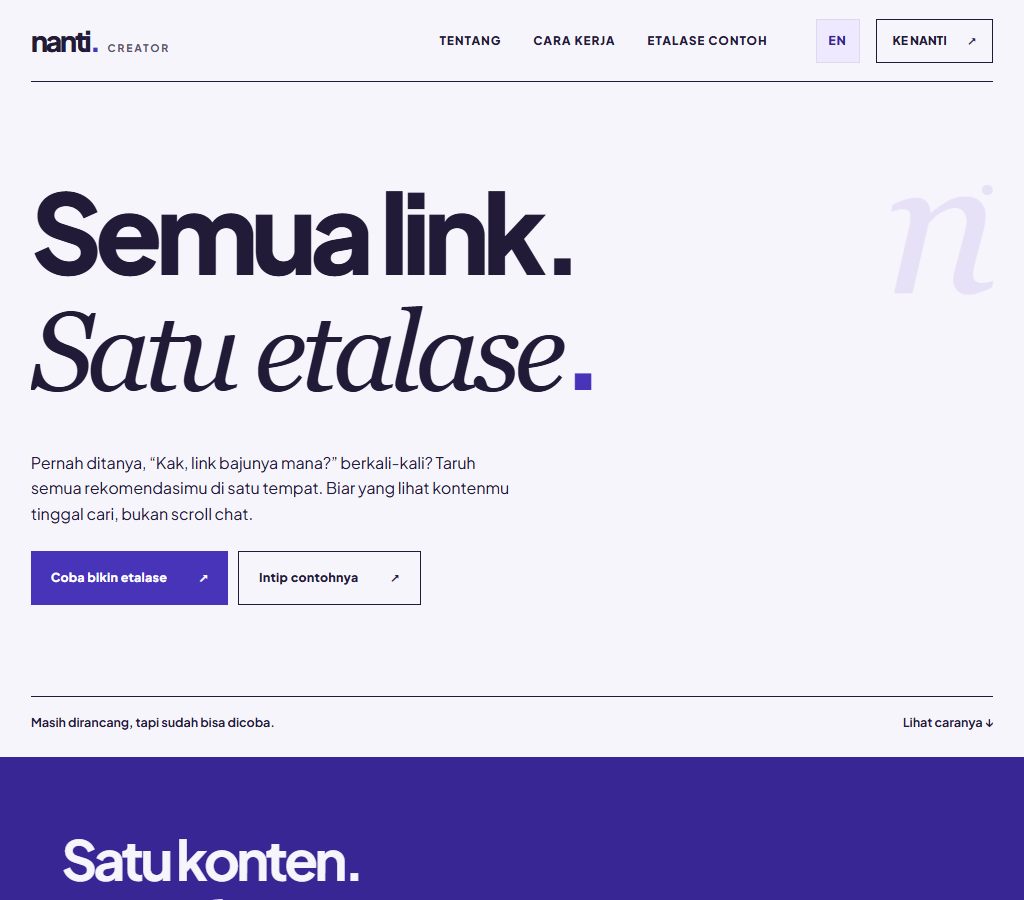 nanti. CREATOR
TENTANG
CARA KERJA
ETALASE CONTOH
EN
KE NANTI ↗
Semua link.
n
Satu etalase.
Pernah ditanya, “Kak, link bajunya mana?” berkali-kali? Taruh
semua rekomendasimu di satu tempat. Biar yang lihat kontenmu
tinggal cari, bukan scroll chat.
Coba bikin etalase ↗
Intip contohnya ↗
Masih dirancang, tapi sudah bisa dicoba.
Lihat caranya ↓
Satu konten.